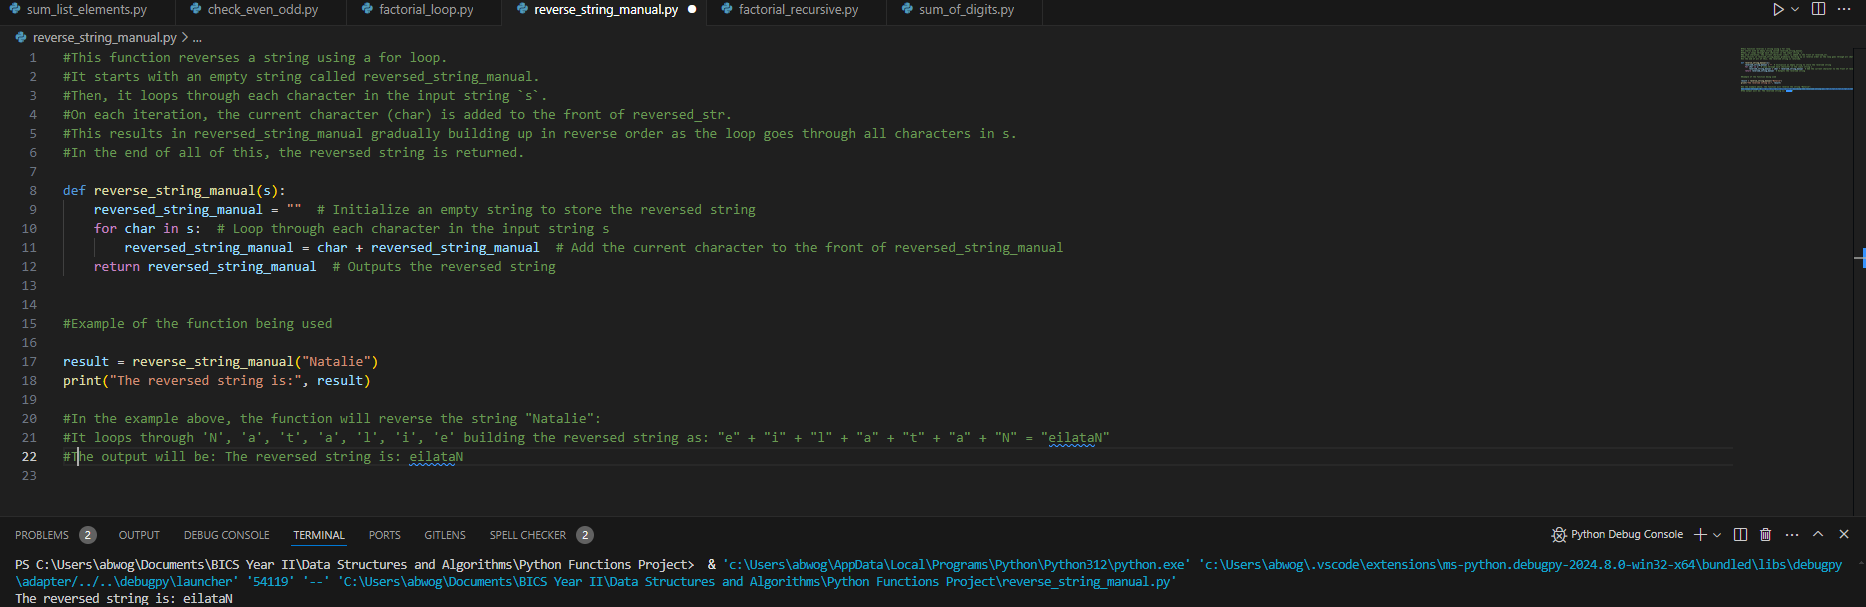 sum_list_elements.py check_even_odd.py factorial_loop.py reverse_string_manual.py factorial_recursive.py sum_of_digits.py
reverse_string_manual.py > ...
1 #This function reverses a string using a for loop.
2 #It starts with an empty string called reversed_string_manual.
3 #Then, it loops through each character in the input string `s`.
4 #On each iteration, the current character (char) is added to the front of reversed_str.
5 #This results in reversed_string_manual gradually building up in reverse order as the loop goes through all characters in s.
6 #In the end of all of this, the reversed string is returned.
7
8 def reverse_string_manual(s):
9 reversed_string_manual = "" # Initialize an empty string to store the reversed string
10 for char in s: # Loop through each character in the input string s
11 reversed_string_manual = char + reversed_string_manual # Add the current character to the front of reversed_string_manual
12 return reversed_string_manual # Outputs the reversed string
13
14
15 #Example of the function being used
16
17 result = reverse_string_manual("Natalie")
18 print("The reversed string is:", result)
19
20 #In the example above, the function will reverse the string "Natalie":
21 #It loops through 'N', 'a', 't', 'a', 'l', 'i', 'e' building the reversed string as: "e" + "i" + "l" + "a" + "t" + "a" + "N" = "eilataN"
22 #The output will be: The reversed string is: eilataN
23
PROBLEMS 2 OUTPUT DEBUG CONSOLE TERMINAL PORTS GITLENS SPELL CHECKER 2 Python Debug Console
PS C:\Users\abwog\Documents\BICS Year II\Data Structures and Algorithms\Python Functions Project> & 'c:\Users\abwog\AppData\Local\Programs\Python\Python312\python.exe' 'c:\Users\abwog\.vscode\extensions\ms-python.debugpy-2024.8.0-win32-x64\bundled\libs\debugpy
\adapter/../..\debugpy\launcher' '54119' '--' 'C:\Users\abwog\Documents\BICS Year II\Data Structures and Algorithms\Python Functions Project\reverse_string_manual.py'
The reversed string is: eilataN